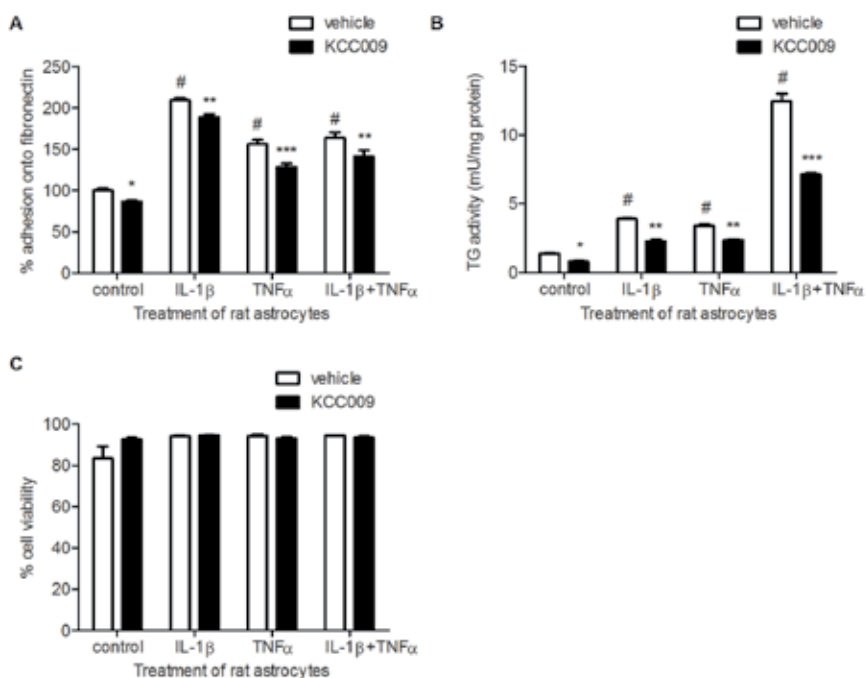 A
vehicle
KCC009
% adhesion onto fibronectin
250
200
150
100
50
0
#
**
#
***
#
**
*
control
IL-1β
TNFα
IL-1β+TNFα
Treatment of rat astrocytes
B
vehicle
KCC009
TG activity (mU/mg protein)
15
10
5
0
#
***
#
**
#
**
*
control
IL-1β
TNFα
IL-1β+TNFα
Treatment of rat astrocytes
C
vehicle
KCC009
% cell viability
100
80
60
40
20
0
control
IL-1β
TNFα
IL-1β+TNFα
Treatment of rat astrocytes